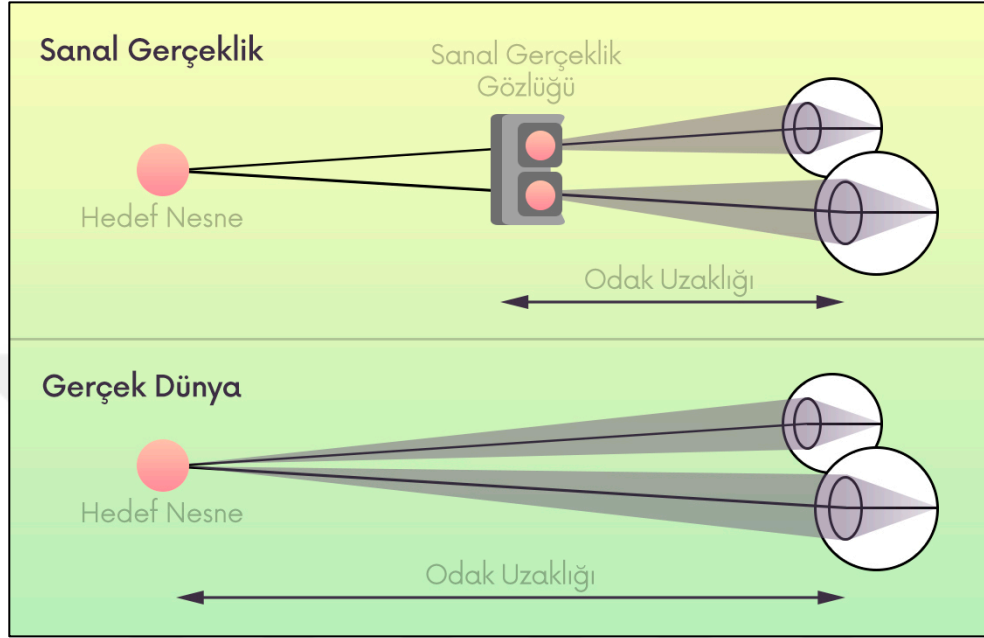 Sanal Gerçeklik
Sanal Gerçeklik
Gözlüğü
Hedef Nesne
Odak Uzaklığı
Gerçek Dünya
Hedef Nesne
Odak Uzaklığı